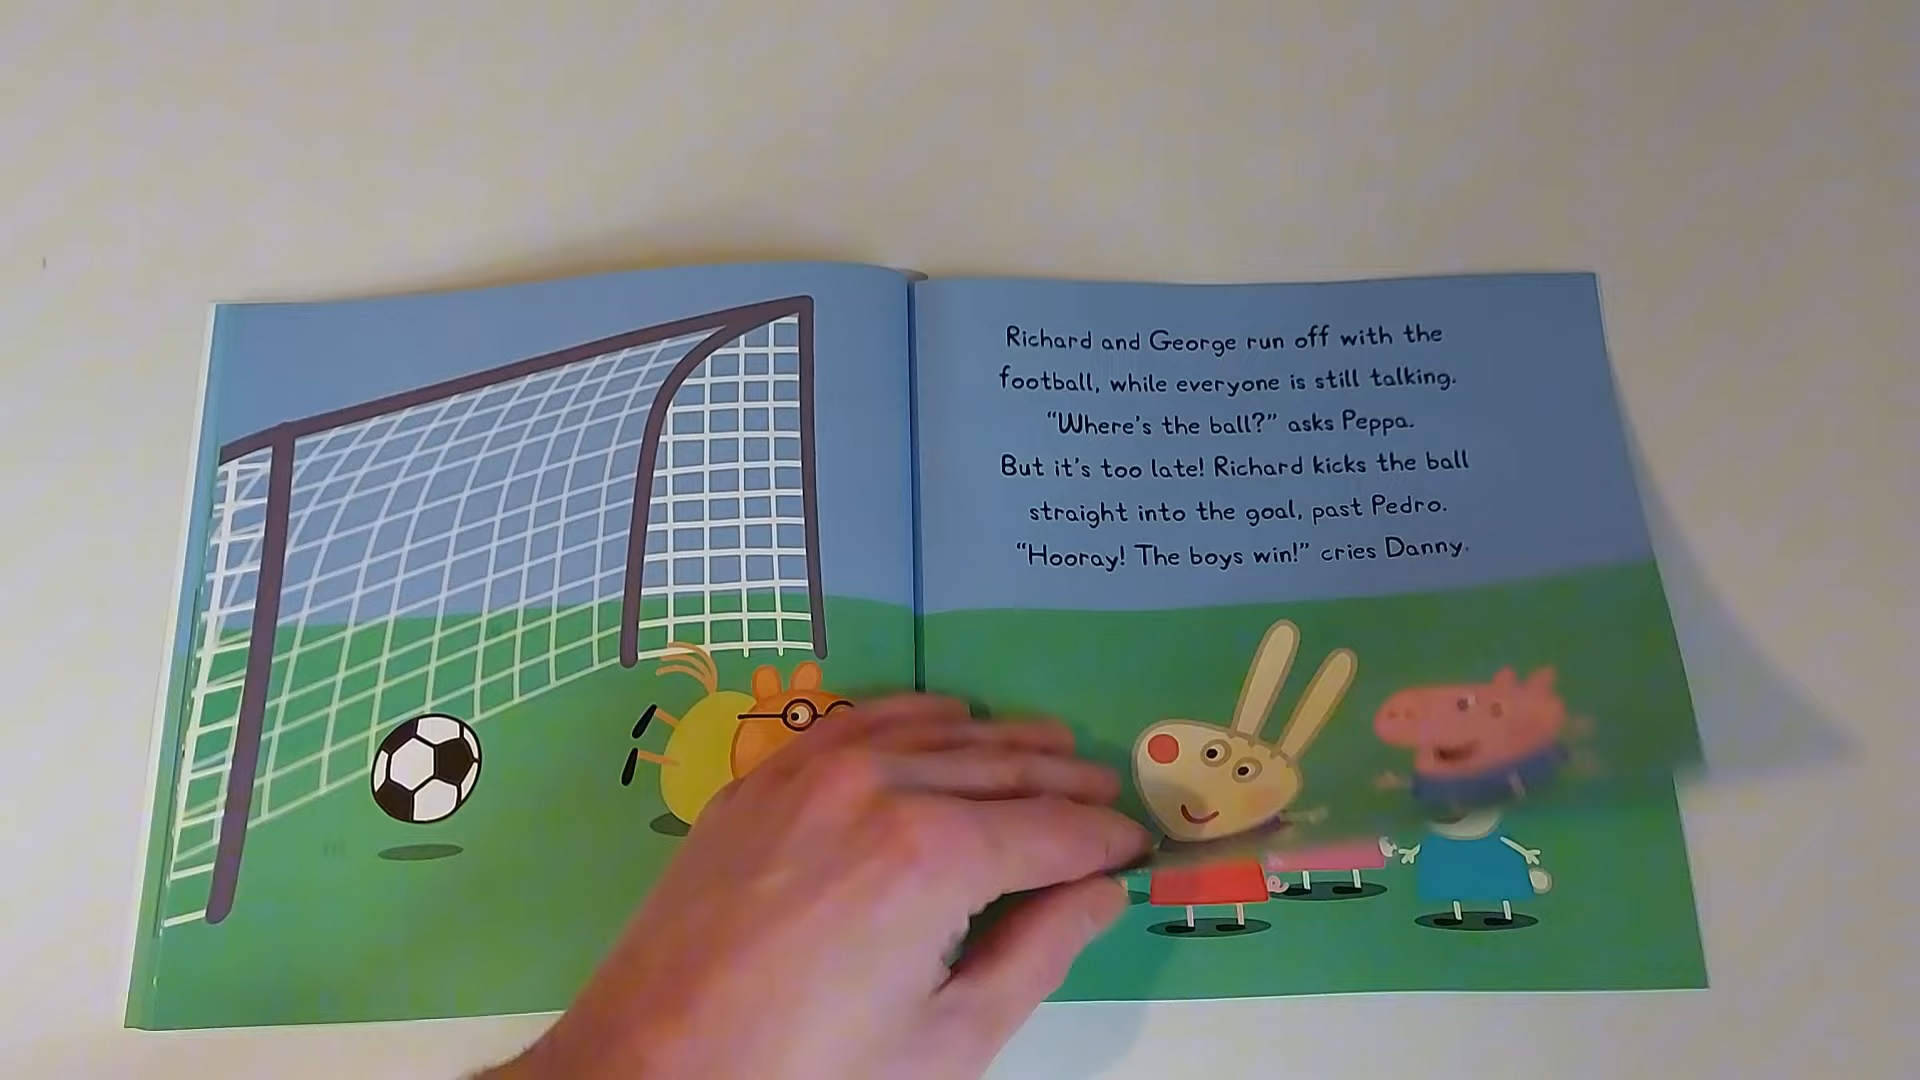 Richard and George run off with the
football, while everyone is still talking.
“Where's the ball?” asks Peppa.
But it's too late! Richard kicks the ball
straight into the goal, past Pedro.
“Hooray! The boys win!” cries Danny.